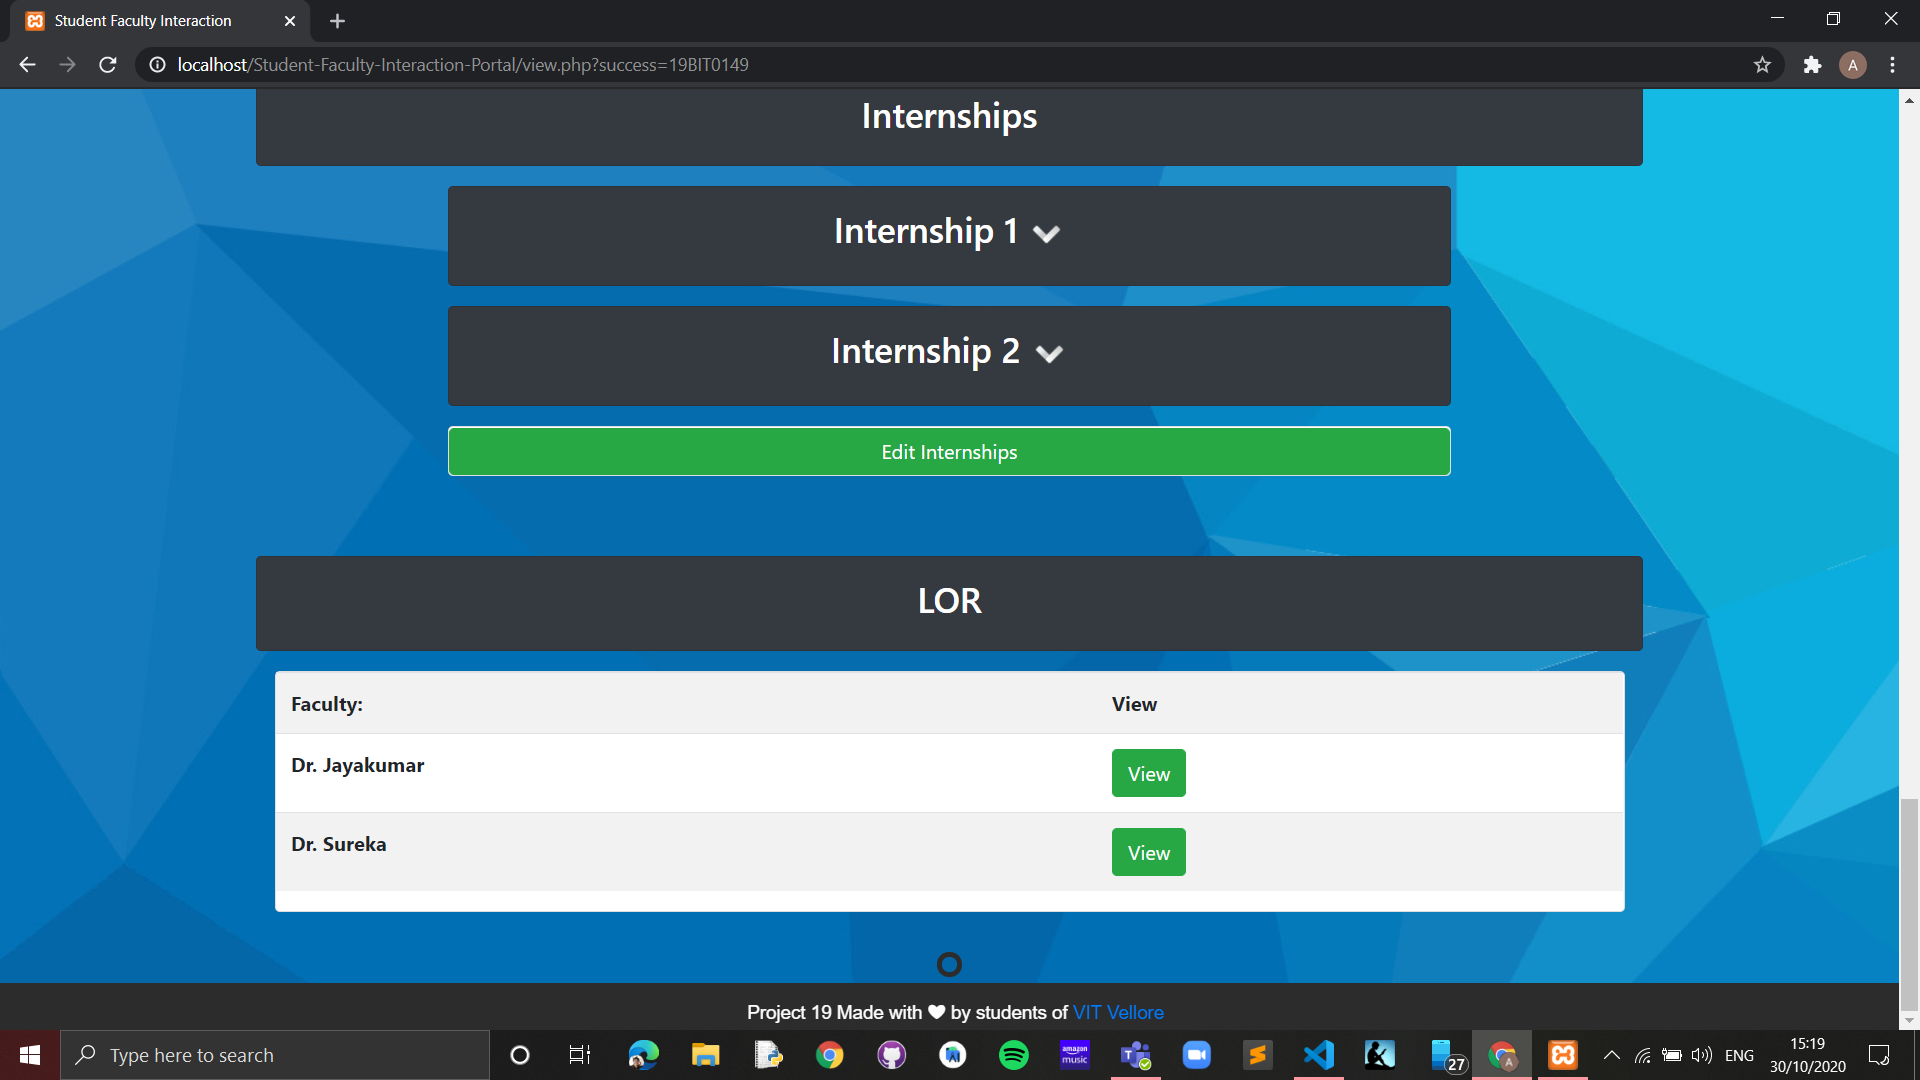 Student Faculty Interaction
localhost/Student-Faculty-Interaction-Portal/view.php?success=19BIT0149
A
Internships
Internship 1
Internship 2
Edit Internships
LOR
Faculty: View
Dr. Jayakumar View
Dr. Sureka View
Project 19 Made with ❤ by students of VIT Vellore
Type here to search
amazon music
27
A
ENG
15:19
30/10/2020